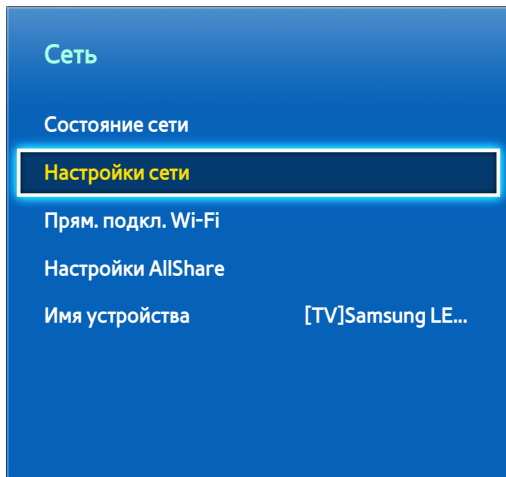 Сеть
Состояние сети
Настройки сети
Прям. подкл. Wi-Fi
Настройки AllShare
Имя устройства [TV]Samsung LE...